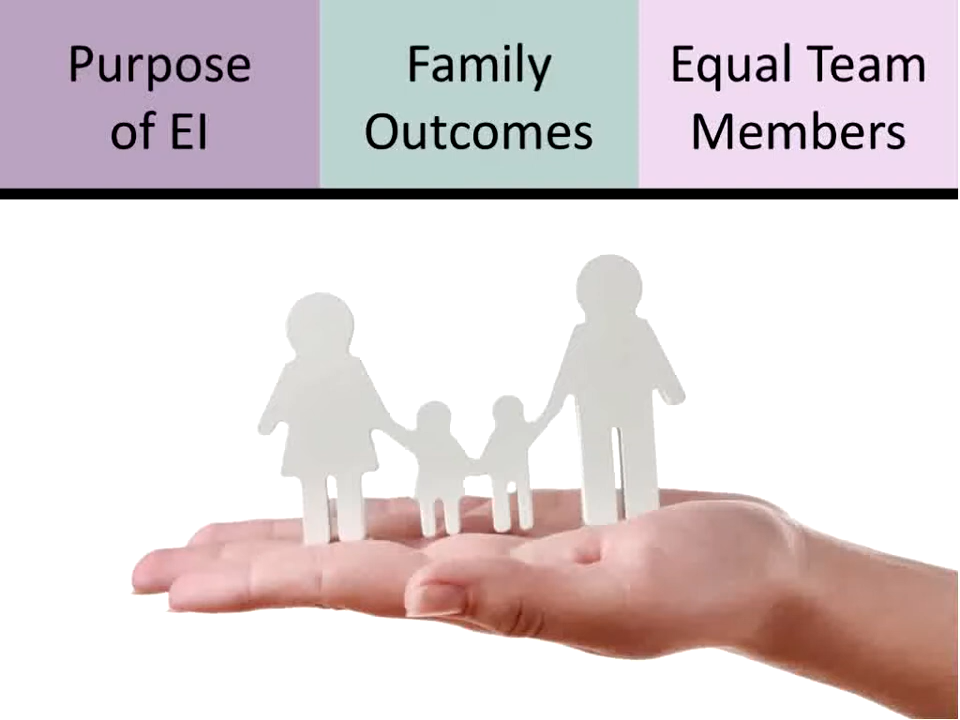 Purpose
of EI
Family
Outcomes
Equal Team
Members